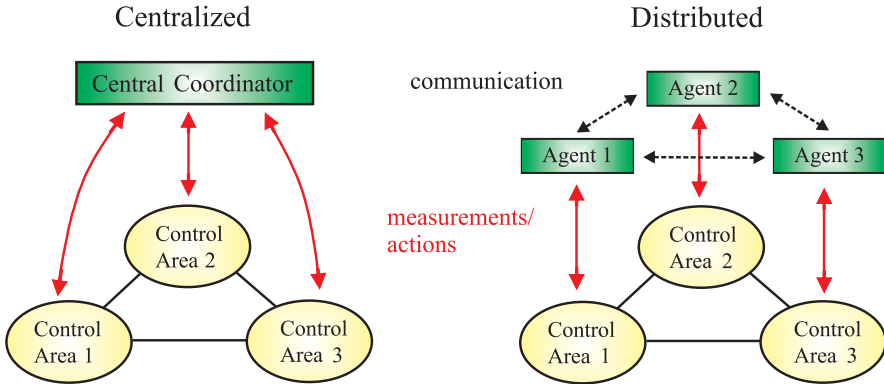 Centralized
Central Coordinator
Control
Area 2
Control
Area 1
Control
Area 3
Distributed
communication
Agent 2
Agent 1
Agent 3
measurements/
actions
Control
Area 2
Control
Area 1
Control
Area 3